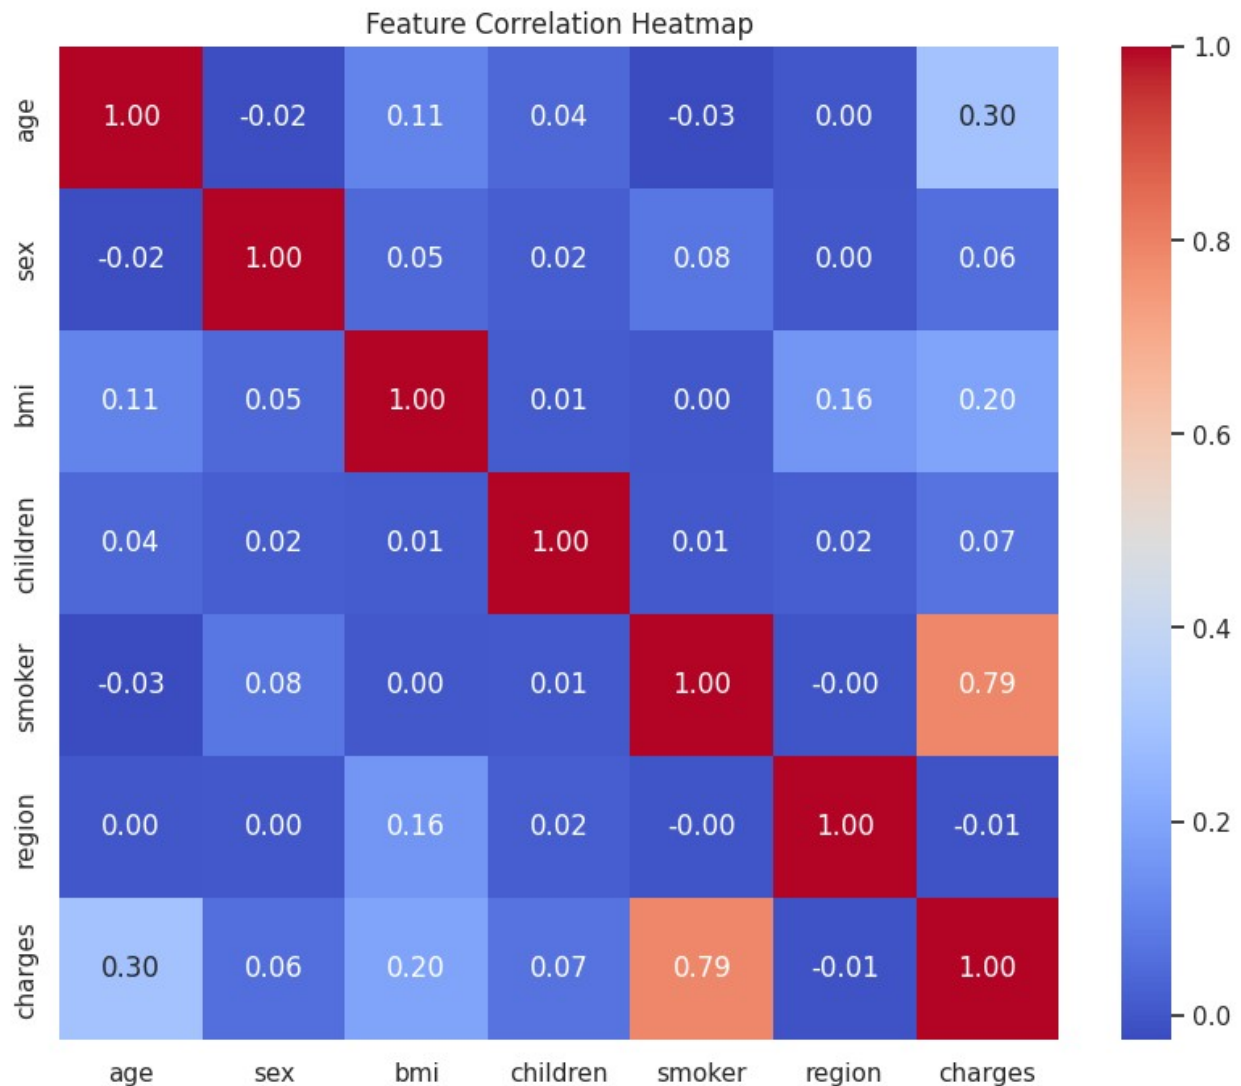 Feature Correlation Heatmap
age 1.00 -0.02 0.11 0.04 -0.03 0.00 0.30
sex -0.02 1.00 0.05 0.02 0.08 0.00 0.06
bmi 0.11 0.05 1.00 0.01 0.00 0.16 0.20
children 0.04 0.02 0.01 1.00 0.01 0.02 0.07
smoker -0.03 0.08 0.00 0.01 1.00 -0.00 0.79
region 0.00 0.00 0.16 0.02 -0.00 1.00 -0.01
charges 0.30 0.06 0.20 0.07 0.79 -0.01 1.00
age sex bmi children smoker region charges
1.0
0.8
0.6
0.4
0.2
0.0